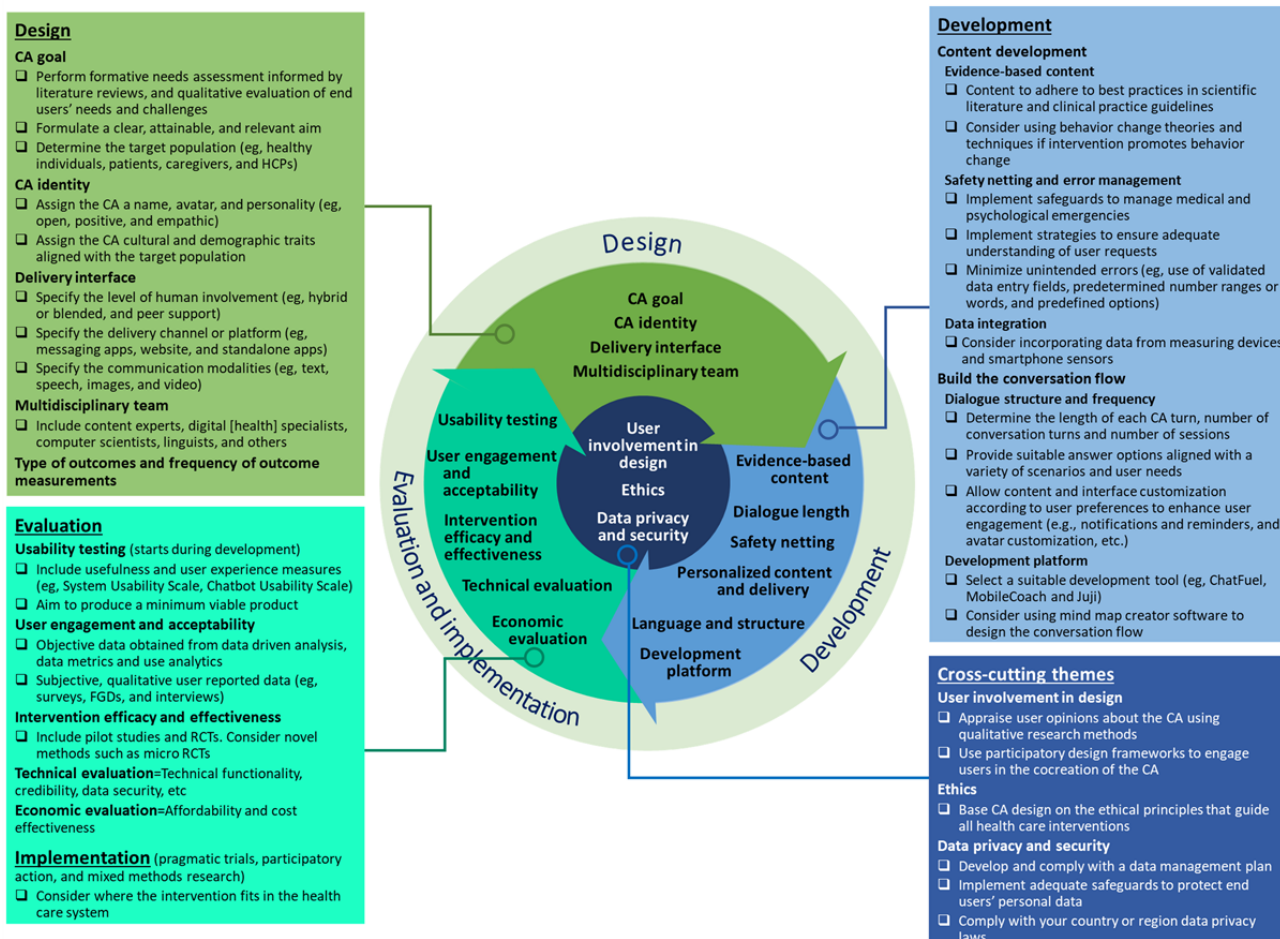 Design
CA goal
❑ Perform formative needs assessment informed by
literature reviews, and qualitative evaluation of end
users' needs and challenges
❑ Formulate a clear, attainable, and relevant aim
❑ Determine the target population (eg, healthy
individuals, patients, caregivers, and HCPs)
CA identity
❑ Assign the CA a name, avatar, and personality (eg,
open, positive, and empathic)
❑ Assign the CA cultural and demographic traits
aligned with the target population
Delivery interface
❑ Specify the level of human involvement (eg, hybrid
or blended, and peer support)
❑ Specify the delivery channel or platform (eg,
messaging apps, website, and standalone apps)
❑ Specify the communication modalities (eg, text,
speech, images, and video)
Multidisciplinary team
❑ Include content experts, digital [health] specialists,
computer scientists, linguists, and others
Type of outcomes and frequency of outcome
measurements
Evaluation
Usability testing (starts during development)
❑ Include usefulness and user experience measures
(eg, System Usability Scale, Chatbot Usability Scale)
❑ Aim to produce a minimum viable product
User engagement and acceptability
❑ Objective data obtained from data driven analysis,
data metrics and use analytics
❑ Subjective, qualitative user reported data (eg,
surveys, FGDs, and interviews)
Intervention efficacy and effectiveness
❑ Include pilot studies and RCTs. Consider novel
methods such as micro RCTs
Technical evaluation=Technical functionality,
credibility, data security, etc
Economic evaluation=Affordability and cost
effectiveness
Implementation (pragmatic trials, participatory
action, and mixed methods research)
❑ Consider where the intervention fits in the health
care system
Design
CA goal
CA identity
Delivery interface
Multidisciplinary team
Usability testing
User engagement
and
acceptability
Intervention
efficacy and
effectiveness
Technical evaluation
Economic
evaluation
Evaluation and implementation
User
involvement in
design
Ethics
Data privacy
and security
Evidence-based
content
Dialogue length
Safety netting
Personalized content
and delivery
Language and structure
Development
platform
Development
Development
Content development
Evidence-based content
❑ Content to adhere to best practices in scientific
literature and clinical practice guidelines
❑ Consider using behavior change theories and
techniques if intervention promotes behavior
change
Safety netting and error management
❑ Implement safeguards to manage medical and
psychological emergencies
❑ Implement strategies to ensure adequate
understanding of user requests
❑ Minimize unintended errors (eg, use of validated
data entry fields, predetermined number ranges or
words, and predefined options)
Data integration
❑ Consider incorporating data from measuring devices
and smartphone sensors
Build the conversation flow
Dialogue structure and frequency
❑ Determine the length of each CA turn, number of
conversation turns and number of sessions
❑ Provide suitable answer options aligned with a
variety of scenarios and user needs
❑ Allow content and interface customization
according to user preferences to enhance user
engagement (e.g., notifications and reminders, and
avatar customization, etc.)
Development platform
❑ Select a suitable development tool (eg, ChatFuel,
MobileCoach and Juji)
❑ Consider using mind map creator software to
design the conversation flow
Cross-cutting themes
User involvement in design
❑ Appraise user opinions about the CA using
qualitative research methods
❑ Use participatory design frameworks to engage
users in the cocreation of the CA
Ethics
❑ Base CA design on the ethical principles that guide
all health care interventions
Data privacy and security
❑ Develop and comply with a data management plan
❑ Implement adequate safeguards to protect end
users' personal data
❑ Comply with your country or region data privacy
laws